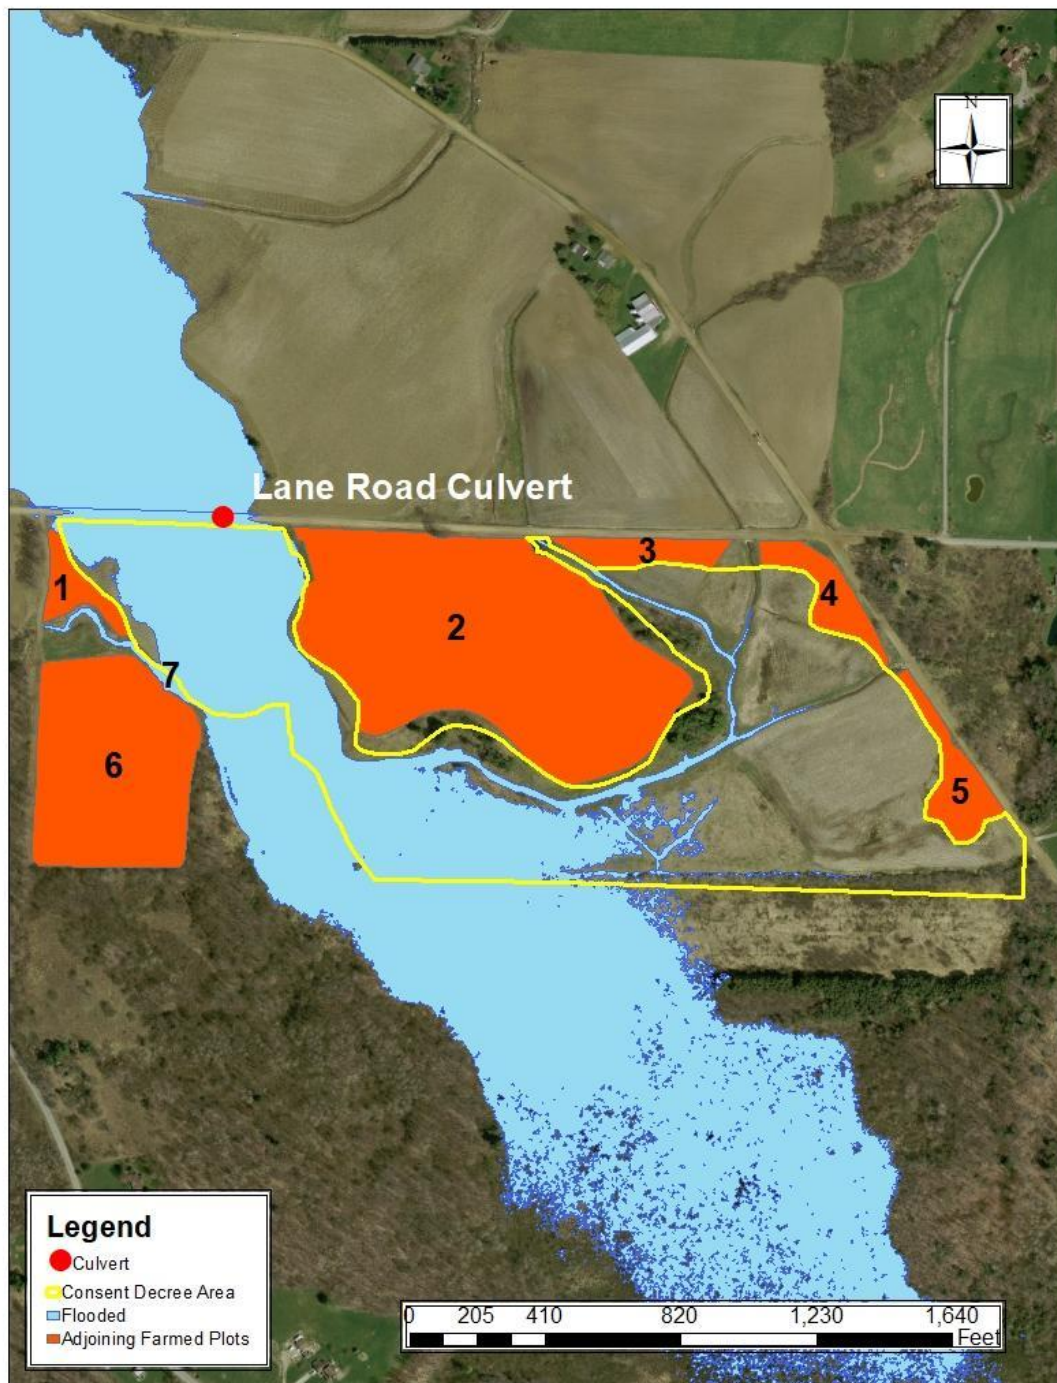 N
Lane Road Culvert
1
2
3
4
5
6
7
Legend
Culvert
Consent Decree Area
Flooded
Adjoining Farmed Plots
0 205 410 820 1,230 1,640
Feet